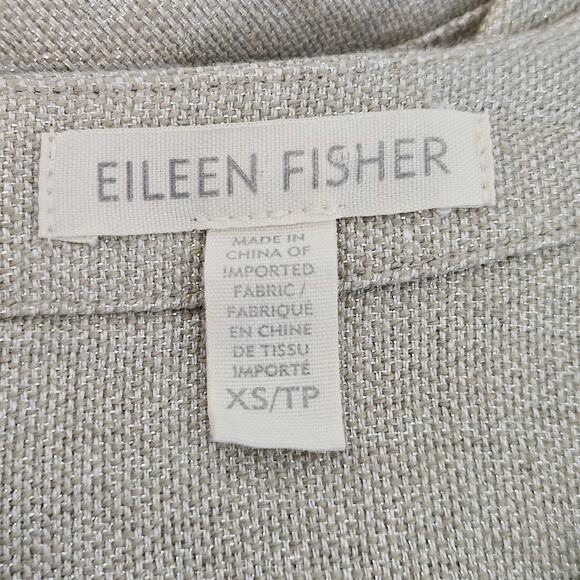 EILEEN FISHER
MADE IN
CHINA OF
IMPORTED
FABRIC /
FABRIQUÉ
EN CHINE
DE TISSU
IMPORTÉ
XS/TP